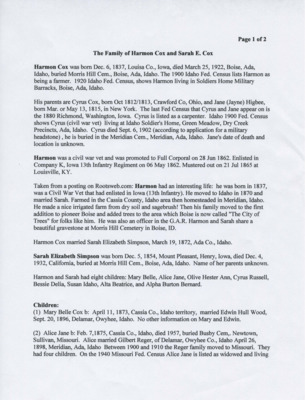 Page 1 of 2
The Family of Harmon Cox and Sarah E. Cox
Harmon Cox was born Dec. 6, 1837, Louisa Co., Iowa, died March 25, 1922, Boise, Ada,
Idaho, buried Morris Hill Cem., Boise, Ada, Idaho. The 1900 Idaho Fed. Census lists Harmon as
being a farmer. 1920 Idaho Fed. Census, shows Harmon living in Soldiers Home Military
Barracks, Boise, Ada, Idaho.
His parents are Cyrus Cox, born Oct 1812/1813, Crawford Co, Ohio, and Jane (Jayne) Higbee,
born Mar. or May 13, 1815, in New York. The last Fed Census that Cyrus and Jane appear on is
the 1880 Richmond, Washington, Iowa. Cyrus is listed as a carpenter. Idaho 1900 Fed. Census
shows Cyrus (civil war vet) living at Idaho Soldier's Home, Green Meadow, Dry Creek
Precincts, Ada, Idaho. Cyrus died Sept. 6, 1902 (according to application for a military
headstone) , he is buried in the Meridian Cem., Meridian, Ada, Idaho. Jane's date of death and
location is unknown.
Harmon was a civil war vet and was promoted to Full Corporal on 28 Jun 1862. Enlisted in
Company K, Iowa 13th Infantry Regiment on 06 May 1862. Mustered out on 21 Jul 1865 at
Louisville, KY.
Taken from a posting on Rootsweb.com: Harmon had an interesting life: he was born in 1837,
was a Civil War Vet that had enlisted in Iowa (13th Infantry). He moved to Idaho in 1870 and
married Sarah. Farmed in the Cassia County, Idaho area then homesteaded in Meridian, Idaho.
He made a nice irrigated farm from dry soil and sagebrush! Then his family moved to the first
addition to pioneer Boise and added trees to the area which Boise is now called "The City of
Trees" for folks like him. He was also an officer in the G.A.R. Harmon and Sarah share a
beautiful gravestone at Morris Hill Cemetery in Boise, ID.
Harmon Cox married Sarah Elizabeth Simpson, March 19, 1872, Ada Co., Idaho.
Sarah Elizabeth Simpson was born Dec. 5, 1854, Mount Pleasant, Henry, Iowa, died Dec. 4,
1932, California, buried at Morris Hill Cem., Boise, Ada, Idaho. Name of her parents unknown.
Harmon and Sarah had eight children: Mary Belle, Alice Jane, Olive Hester Ann, Cyrus Russell,
Bessie Della, Susan Idaho, Alta Beatrice, and Alpha Burton Bernard.
Children:
(1) Mary Belle Cox b: April 11, 1873, Cassia Co., Idaho territory, married Edwin Hull Wood,
Sept. 20, 1896, Delamar, Owyhee, Idaho. No other information on Mary and Edwin.
(2) Alice Jane b: Feb. 7,1875, Cassia Co., Idaho, died 1957, buried Busby Cem., Newtown,
Sullivan, Missouri. Alice married Gilbert Reger, of Delamar, Owyhee Co., Idaho April 26,
1898, Meridian, Ada, Idaho Between 1900 and 1910 the Reger family moved to Missouri. They
had four children. On the 1940 Missouri Fed. Census Alice Jane is listed as widowed and living